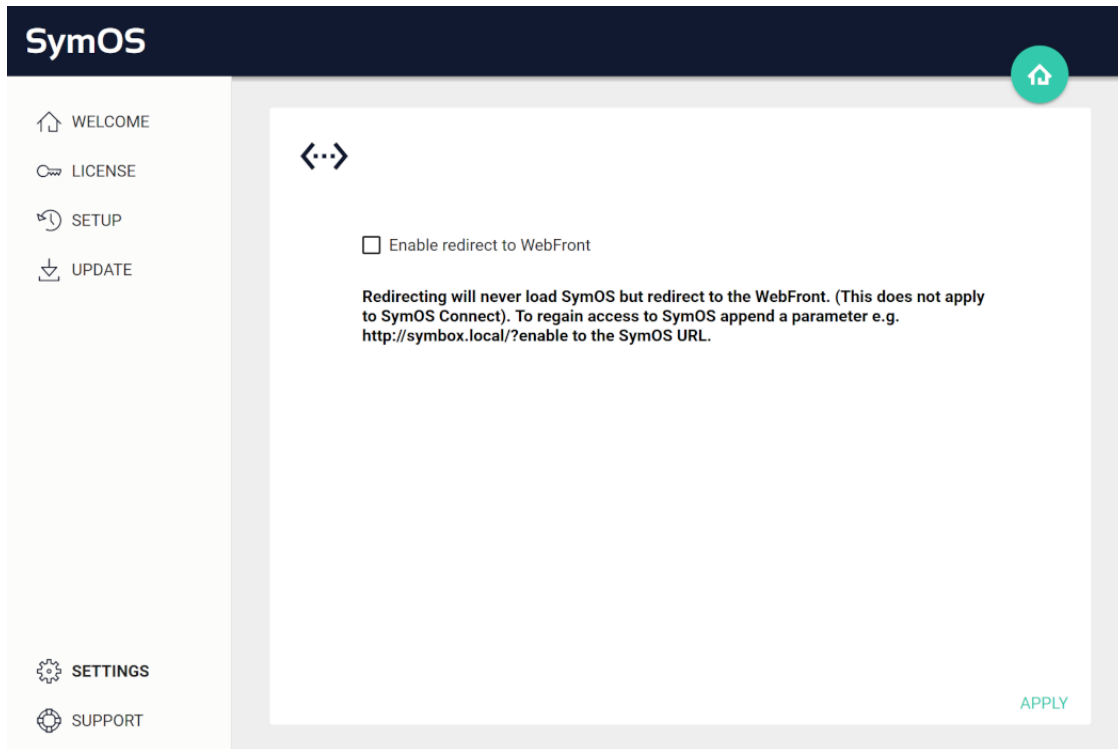 SymOS
WELCOME
LICENSE
SETUP
UPDATE
Enable redirect to WebFront
Redirecting will never load SymOS but redirect to the WebFront. (This does not apply
to SymOS Connect). To regain access to SymOS append a parameter e.g.
http://symbox.local/?enable to the SymOS URL.
SETTINGS
SUPPORT
APPLY